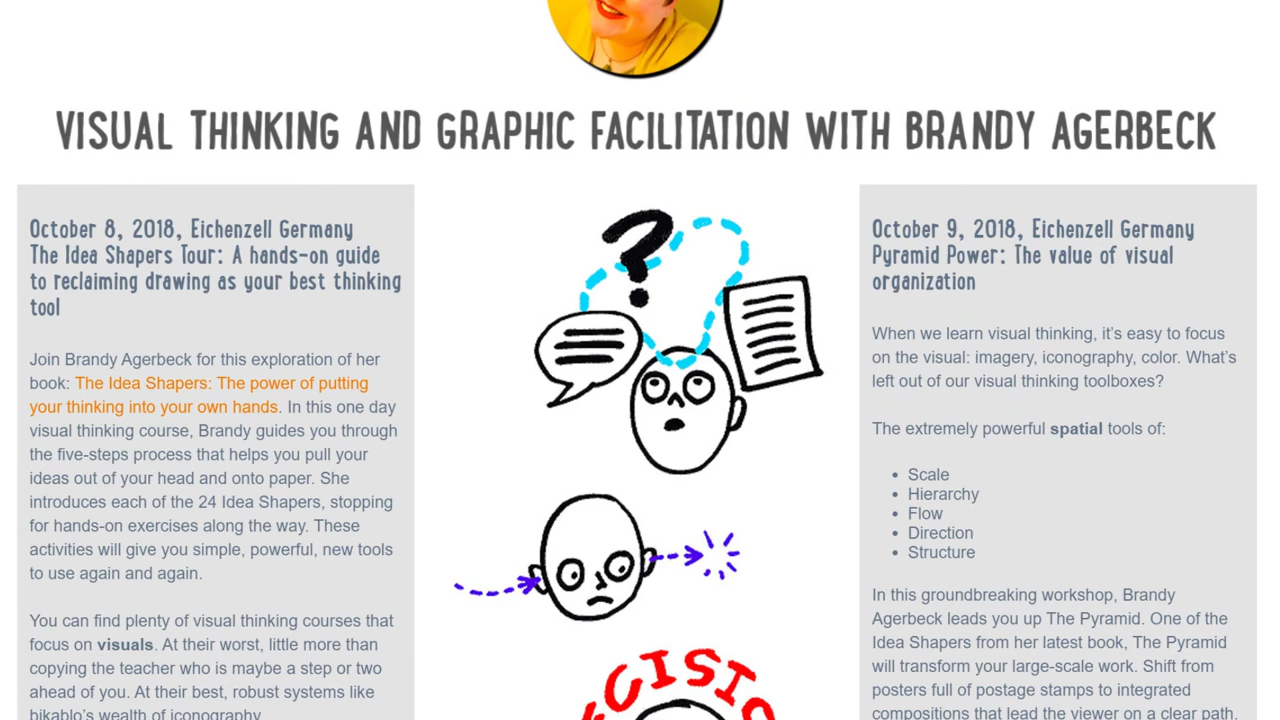 VISUAL THINKING AND GRAPHIC FACILITATION WITH BRANDY AGERBECK
October 8, 2018, Eichenzell Germany
The Idea Shapers Tour: A hands-on guide
to reclaiming drawing as your best thinking
tool
Join Brandy Agerbeck for this exploration of her
book: The Idea Shapers: The power of putting
your thinking into your own hands. In this one day
visual thinking course, Brandy guides you through
the five-steps process that helps you pull your
ideas out of your head and onto paper. She
introduces each of the 24 Idea Shapers, stopping
for hands-on exercises along the way. These
activities will give you simple, powerful, new tools
to use again and again.
You can find plenty of visual thinking courses that
focus on visuals. At their worst, little more than
copying the teacher who is maybe a step or two
ahead of you. At their best, robust systems like
bikablo's wealth of iconography.
?
October 9, 2018, Eichenzell Germany
Pyramid Power: The value of visual
organization
When we learn visual thinking, it's easy to focus
on the visual: imagery, iconography, color. What's
left out of our visual thinking toolboxes?
The extremely powerful spatial tools of:
• Scale
• Hierarchy
• Flow
• Direction
• Structure
In this groundbreaking workshop, Brandy
Agerbeck leads you up The Pyramid. One of the
Idea Shapers from her latest book, The Pyramid
will transform your large-scale work. Shift from
posters full of postage stamps to integrated
compositions that lead the viewer on a clear path.